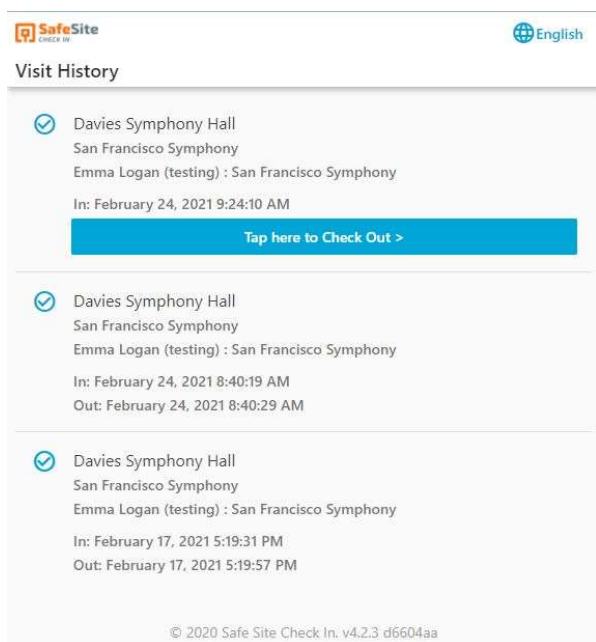 SafeSite
CHECK IN
English
Visit History
Davies Symphony Hall
San Francisco Symphony
Emma Logan (testing) : San Francisco Symphony
In: February 24, 2021 9:24:10 AM
Tap here to Check Out >
Davies Symphony Hall
San Francisco Symphony
Emma Logan (testing) : San Francisco Symphony
In: February 24, 2021 8:40:19 AM
Out: February 24, 2021 8:40:29 AM
Davies Symphony Hall
San Francisco Symphony
Emma Logan (testing) : San Francisco Symphony
In: February 17, 2021 5:19:31 PM
Out: February 17, 2021 5:19:57 PM
© 2020 Safe Site Check In. v4.2.3 d6604aa